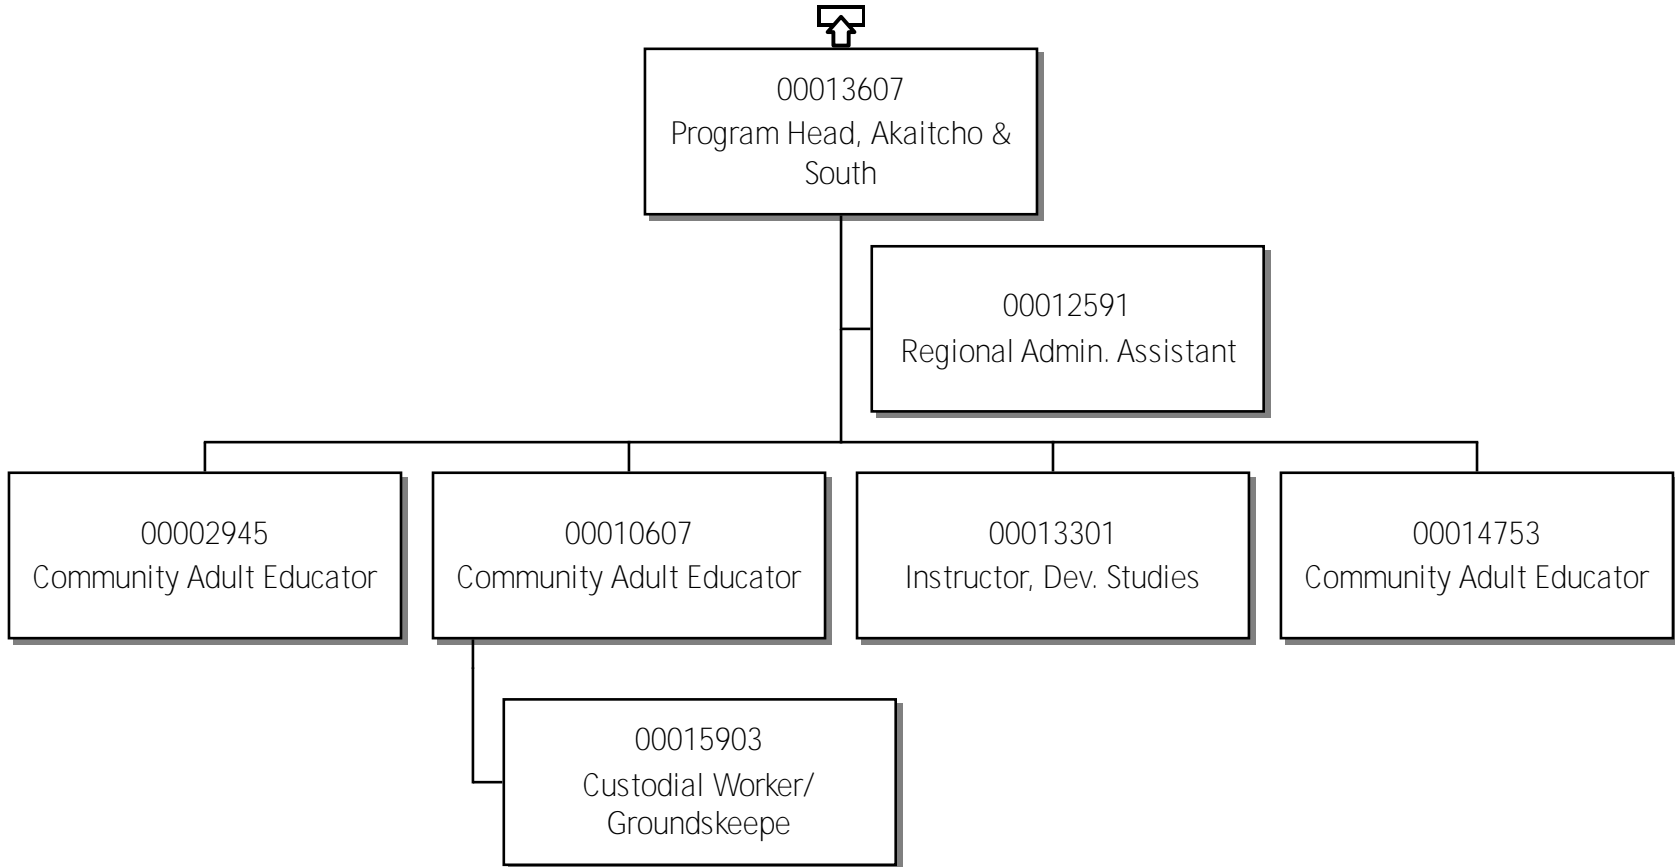 00013607
Program Head, Akaitcho &
South
00012591
Regional Admin. Assistant
00002945
Community Adult Educator
00010607
Community Adult Educator
00013301
Instructor, Dev. Studies
00014753
Community Adult Educator
00015903
Custodial Worker/
Groundskeepe